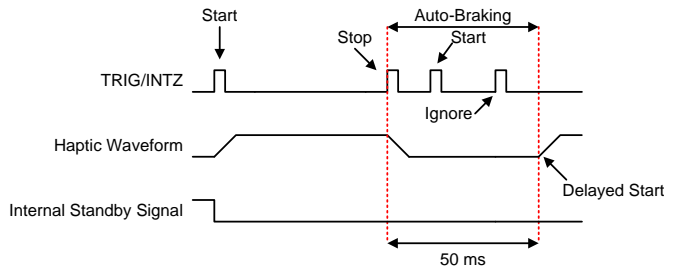 Start
Auto-Braking
Stop
Start
TRIG/INTZ
Ignore
Haptic Waveform
Delayed Start
Internal Standby Signal
50 ms